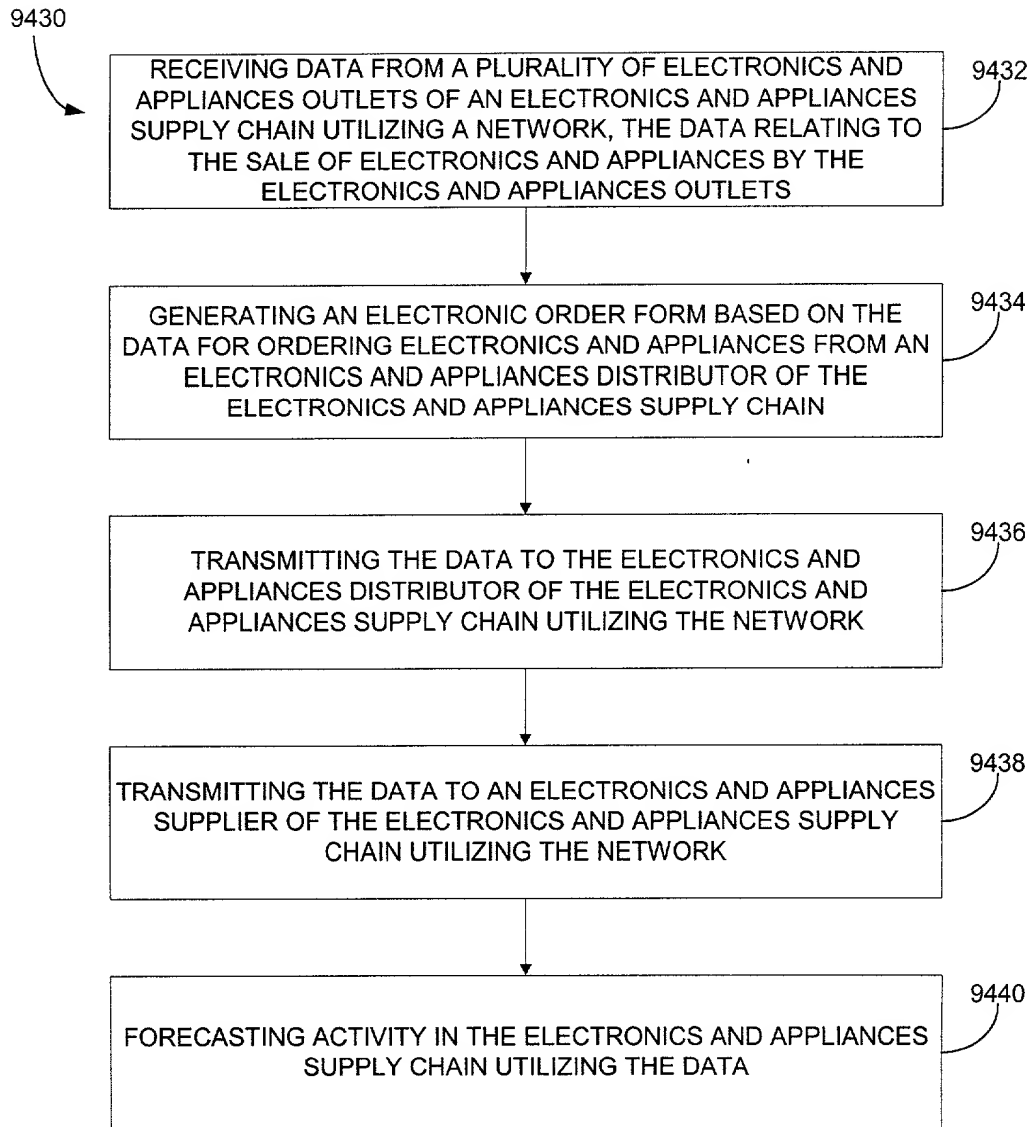 9430
RECEIVING DATA FROM A PLURALITY OF ELECTRONICS AND
APPLIANCES OUTLETS OF AN ELECTRONICS AND APPLIANCES
SUPPLY CHAIN UTILIZING A NETWORK, THE DATA RELATING TO
THE SALE OF ELECTRONICS AND APPLIANCES BY THE
ELECTRONICS AND APPLIANCES OUTLETS
9432
GENERATING AN ELECTRONIC ORDER FORM BASED ON THE
DATA FOR ORDERING ELECTRONICS AND APPLIANCES FROM AN
ELECTRONICS AND APPLIANCES DISTRIBUTOR OF THE
ELECTRONICS AND APPLIANCES SUPPLY CHAIN
9434
TRANSMITTING THE DATA TO THE ELECTRONICS AND
APPLIANCES DISTRIBUTOR OF THE ELECTRONICS AND
APPLIANCES SUPPLY CHAIN UTILIZING THE NETWORK
9436
TRANSMITTING THE DATA TO AN ELECTRONICS AND APPLIANCES
SUPPLIER OF THE ELECTRONICS AND APPLIANCES SUPPLY
CHAIN UTILIZING THE NETWORK
9438
FORECASTING ACTIVITY IN THE ELECTRONICS AND APPLIANCES
SUPPLY CHAIN UTILIZING THE DATA
9440